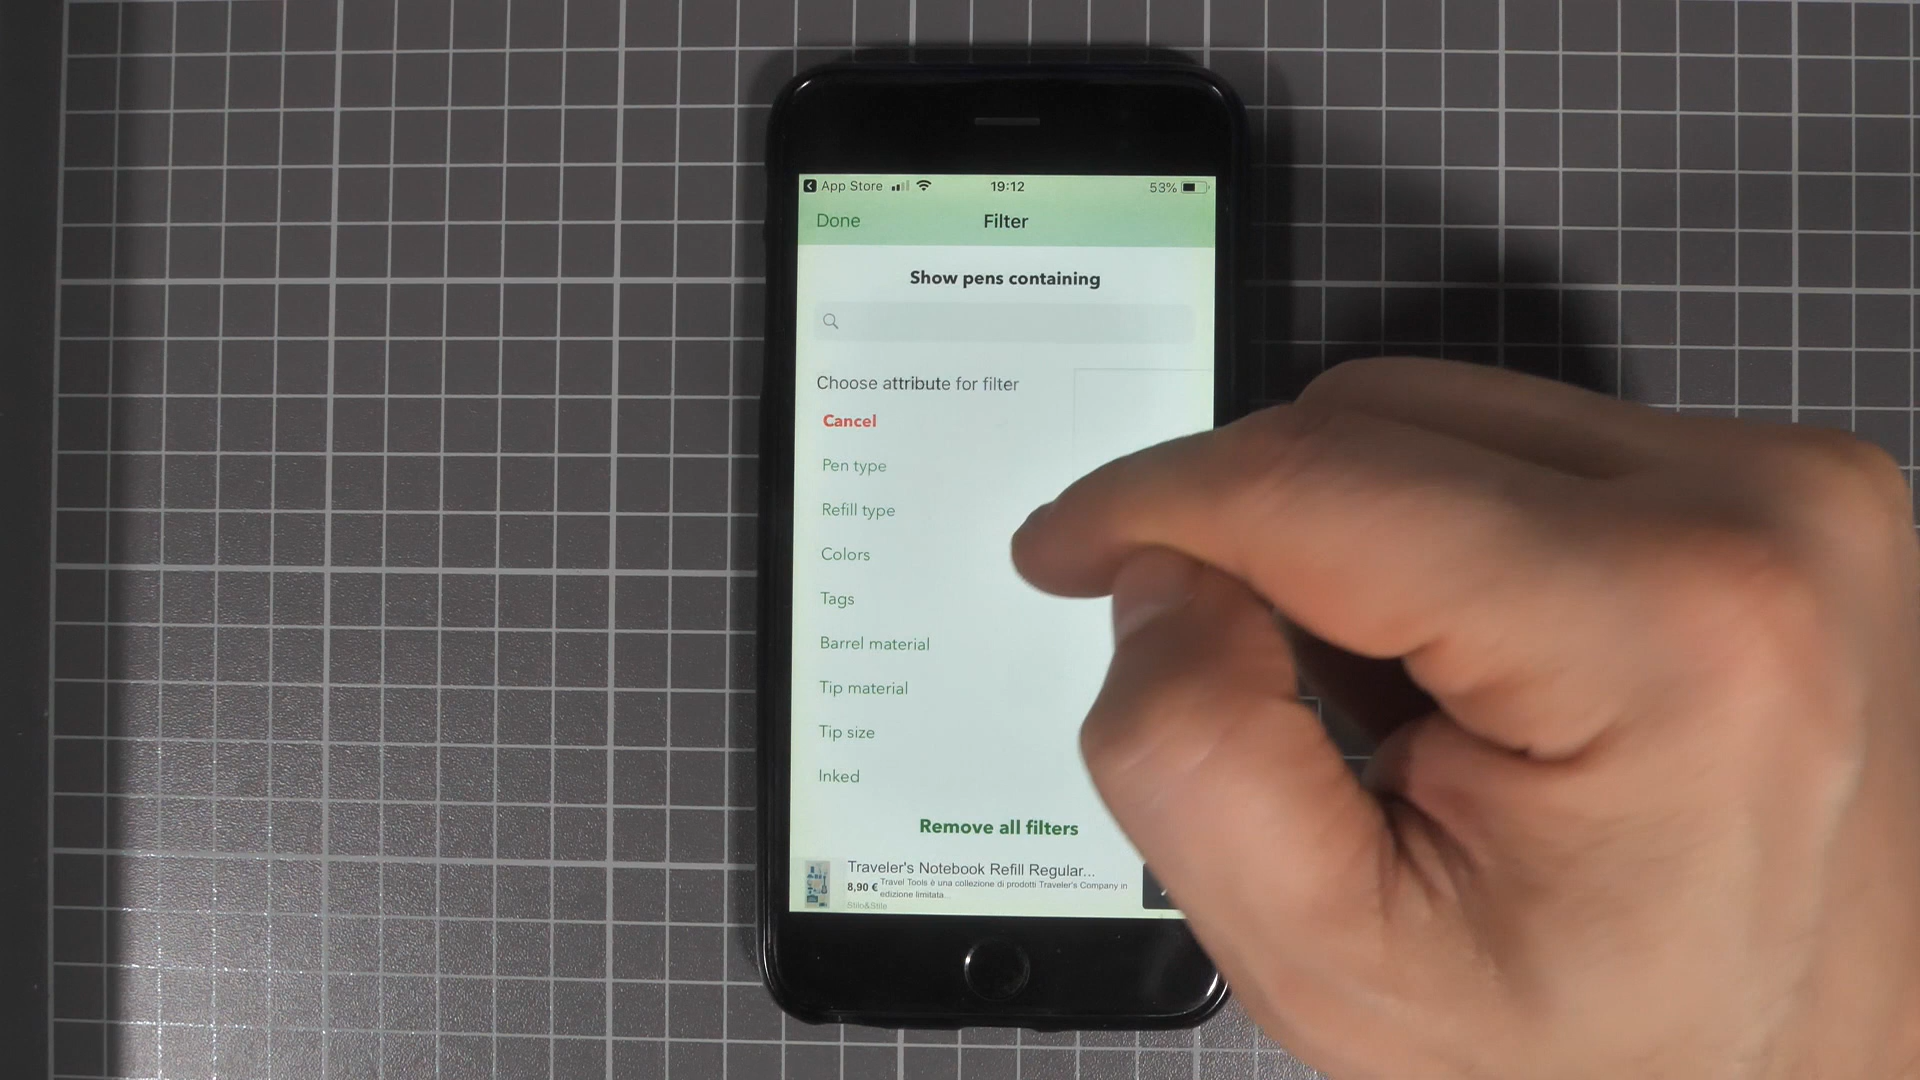 App Store 19:12 53%
Done Filter
Show pens containing
Choose attribute for filter
Cancel
Pen type
Refill type
Colors
Tags
Barrel material
Tip material
Tip size
Inked
Remove all filters
Traveler's Notebook Refill Regular...
8,90 € Travel Tools è una collezione di prodotti Traveler's Company in
edizione limitata...
Stilo&Stile